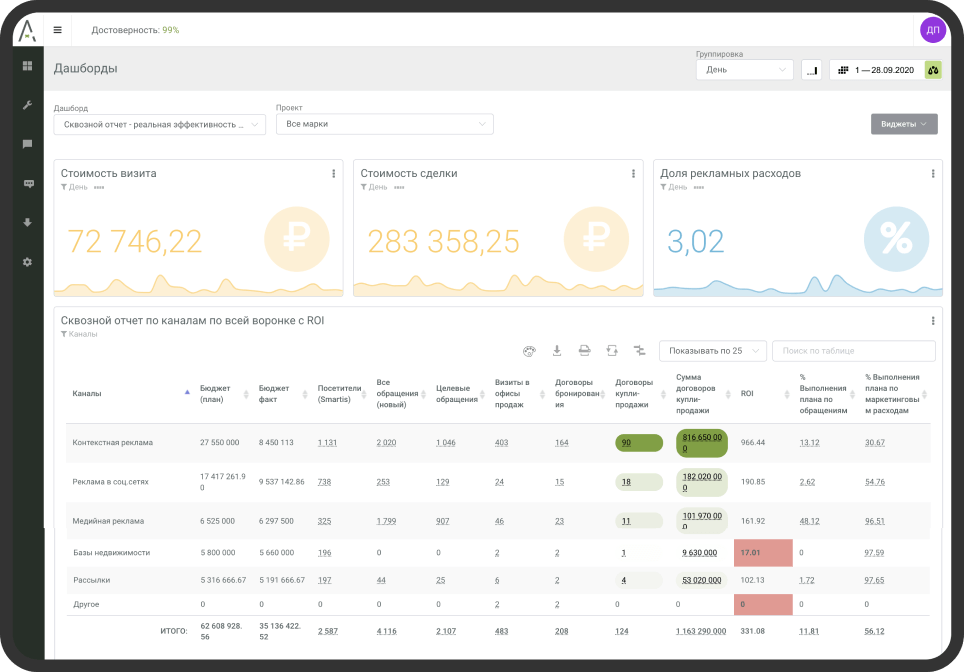 Достоверность: 99%
ДП
Дашборды
Группировка
День
1 — 28.09.2020
Дашборд
Сквозной отчет - реальная эффективность ...
Проект
Все марки
Виджеты
Стоимость визита
День
72 746,22
Стоимость сделки
День
283 358,25
Доля рекламных расходов
День
3,02
%
Сквозной отчет по каналам по всей воронке с ROI
Каналы
Показывать по 25
Поиск по таблице
Каналы
Бюджет
(план)
Бюджет
факт
Посетители
(Smartis)
Все
обращения
(новый)
Целевые
обращения
Визиты в
офисы
продаж
Договоры
бронирован
ия
Договоры
купли-
продажи
Сумма
договоров
купли-
продажи
ROI
%
Выполнения
плана по
обращениям
% Выполнения
плана по
маркетинговы
м расходам
Контекстная реклама 27 550 000 8 450 113 1 131 2 020 1 046 403 164 90 816 650 00
0 966.44 13.12 30.67
Реклама в соц.сетях 17 417 261.9
0 9 537 142.86 738 253 129 24 15 18 182 020 00
0 190.85 2.62 54.76
Медийная реклама 6 525 000 6 297 500 325 1 799 907 46 23 11 101 970 00
0 161.92 48.12 96.51
Базы недвижимости 5 800 000 5 660 000 196 0 0 2 2 1 9 630 000 17.01 0 97.59
Рассылки 5 316 666.67 5 191 666.67 197 44 25 6 2 4 53 020 000 102.13 1.72 97.65
Другое 0 0 0 0 0 2 2 0 0 0 0 0
ИТОГО: 62 608 928.
56 35 136 422.
52 2 587 4 116 2 107 483 208 124 1 163 290 000 331.08 11.81 56.12